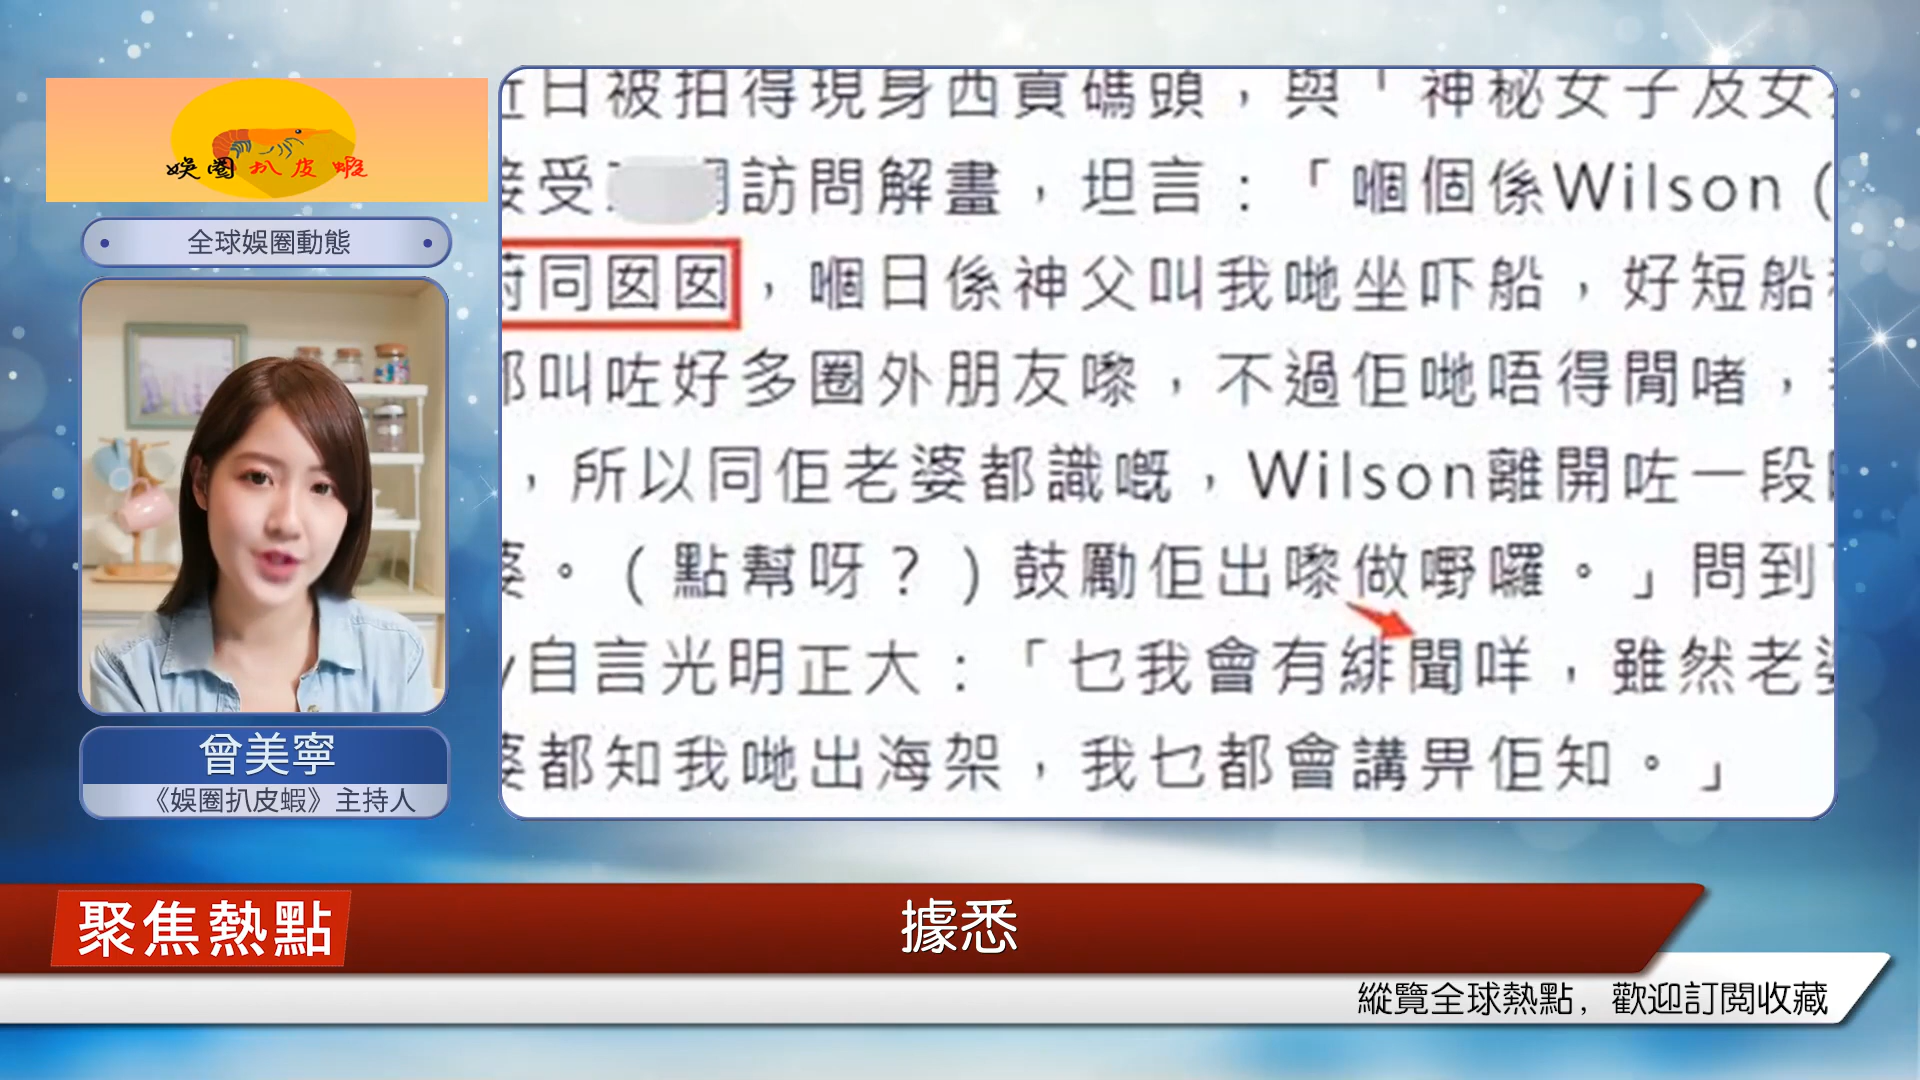 娛圈扒皮蝦
全球娛圈動態
曾美寧
《娛圈扒皮蝦》主持人
近日被拍得現身西貢碼頭，與「神秘女子及女
接受 訪問解畫，坦言：「嗰個係Wilson（
同囡囡，嗰日係神父叫我哋坐吓船，好短船
都叫咗好多圈外朋友嚟，不過佢哋唔得閒啫，
，所以同佢老婆都識嘅，Wilson離開咗一段
婆。（點幫呀？）鼓勵佢出嚟做嘢囉。」問到
y自言光明正大：「乜我會有緋聞咩，雖然老婆
婆都知我哋出海架，我乜都會講畀佢知。」
聚焦熱點
據悉
縱覽全球熱點，歡迎訂閱收藏